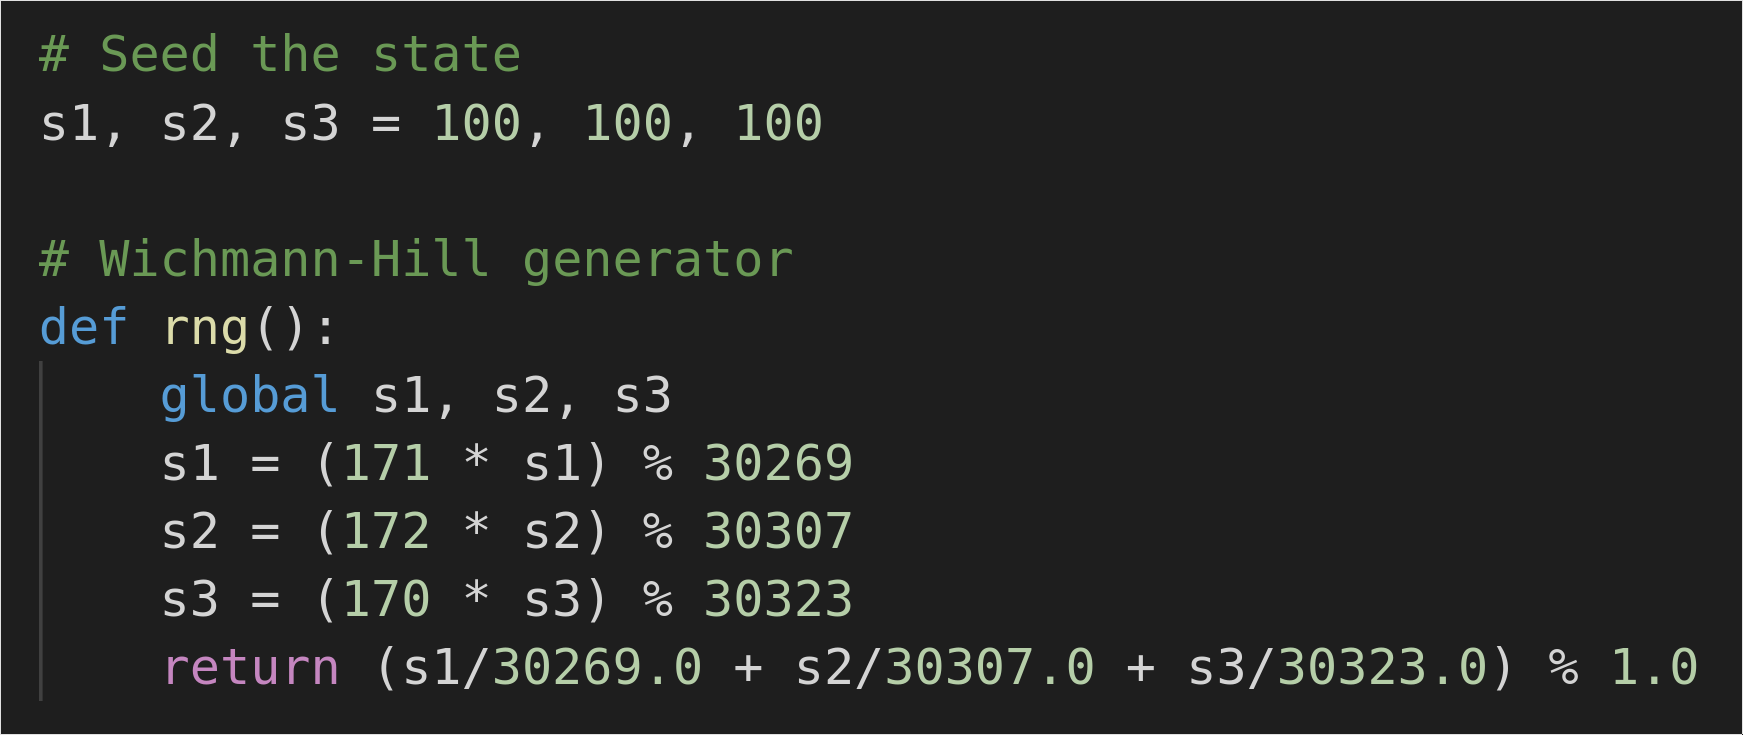 # Seed the state
s1, s2, s3 = 100, 100, 100
# Wichmann-Hill generator
def rng():
    global s1, s2, s3
    s1 = (171 * s1) % 30269
    s2 = (172 * s2) % 30307
    s3 = (170 * s3) % 30323
    return (s1/30269.0 + s2/30307.0 + s3/30323.0) % 1.0